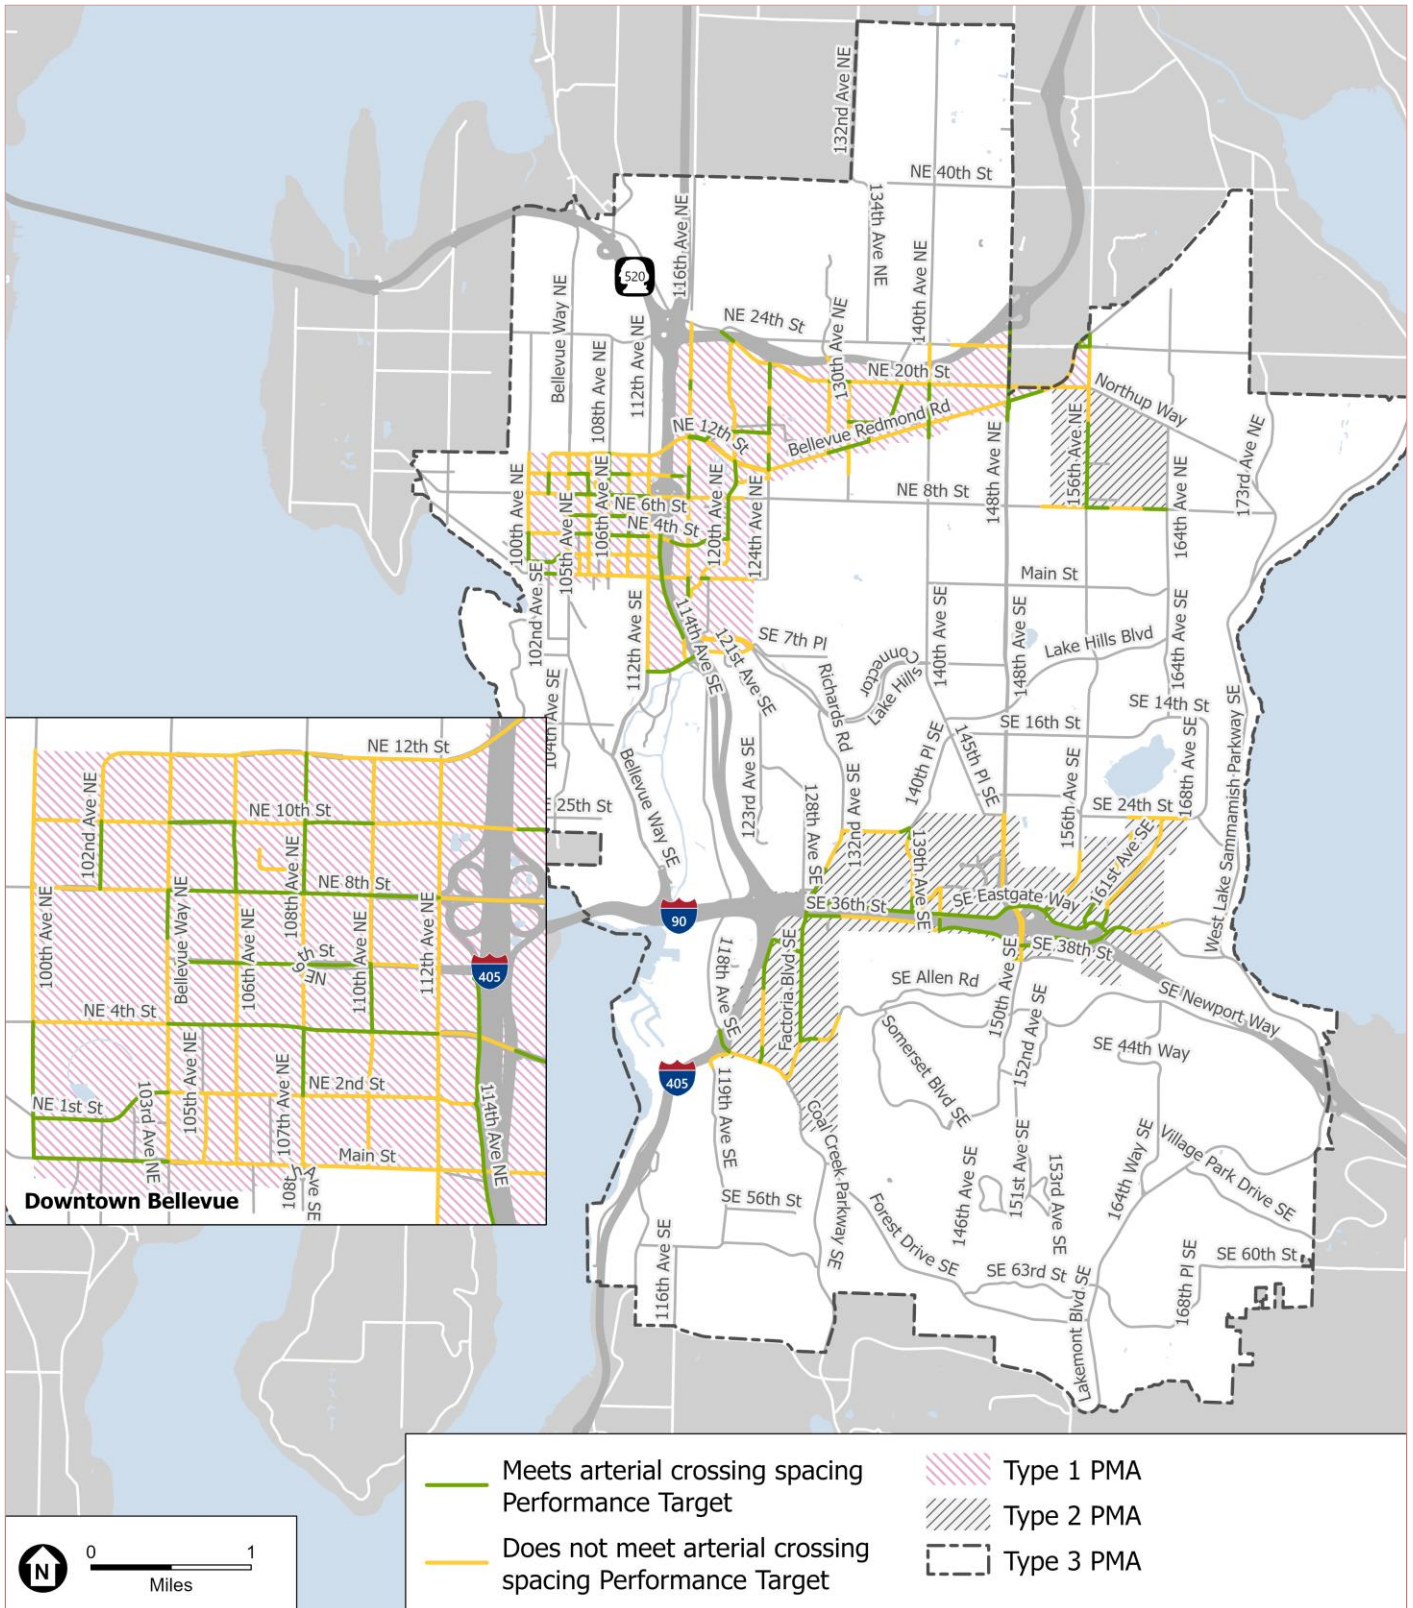 132nd Ave NE
NE 40th St
134th Ave NE
116th Ave NE
140th Ave NE
520
Bellevue Way NE
NE 24th St
130th Ave NE
112th Ave NE
108th Ave NE
NE 20th St
Northup Way
Bellevue Redmond Rd
NE 12th St
148th Ave NE
156th Ave NE
173rd Ave NE
164th Ave NE
100th Ave NE
105th Ave NE
106th Ave NE
NE 6th St
NE 4th St
120th Ave NE
124th Ave NE
NE 8th St
Main St
102nd Ave SE
112th Ave SE
114th Ave SE
121st Ave SE
SE 7th Pl
Lake Hills
Connector
140th Ave SE
148th Ave SE
Lake Hills Blvd
164th Ave SE
Richards Rd
SE 14th St
SE 16th St
104th Ave SE
Bellevue Way SE
123rd Ave SE
128th Ave SE
132nd Ave SE
140th Pl SE
145th Pl SE
156th Ave SE
SE 24th St
168th Ave SE
West Lake Sammamish Parkway SE
E 25th St
139th Ave SE
161st Ave SE
SE Eastgate Way
SE 36th St
90
SE 38th St
118th Ave SE
Factoria Blvd SE
SE Allen Rd
150th Ave SE
SE Newport Way
152nd Ave SE
Somerset Blvd SE
SE 44th Way
405
119th Ave SE
Coal Creek Parkway SE
151st Ave SE
153rd Ave SE
146th Ave SE
164th Way SE
Village Park Drive SE
SE 56th St
Forest Drive SE
116th Ave SE
SE 63rd St
SE 60th St
168th Pl SE
Lakemont Blvd SE
NE 12th St
102nd Ave NE
NE 10th St
108th Ave NE
NE 8th St
100th Ave NE
Bellevue Way NE
106th Ave NE
NE 6th St
110th Ave NE
112th Ave NE
405
NE 4th St
105th Ave NE
107th Ave NE
NE 2nd St
NE 1st St
103rd Ave NE
114th Ave NE
Main St
108th Ave SE
Downtown Bellevue
Meets arterial crossing spacing
Performance Target
Does not meet arterial crossing
spacing Performance Target
Type 1 PMA
Type 2 PMA
Type 3 PMA
N
0 1
Miles